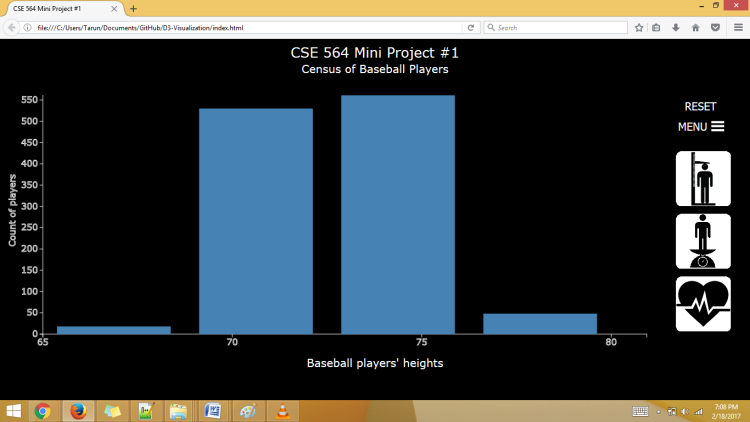 CSE 564 Mini Project #1
file:///C:/Users/Tarun/Documents/GitHub/D3-Visualization/index.html
Search
CSE 564 Mini Project #1
Census of Baseball Players
RESET
MENU
Count of players
550
500
450
400
350
300
250
200
150
100
50
0
65
70
75
80
Baseball players' heights
7:08 PM
2/18/2017